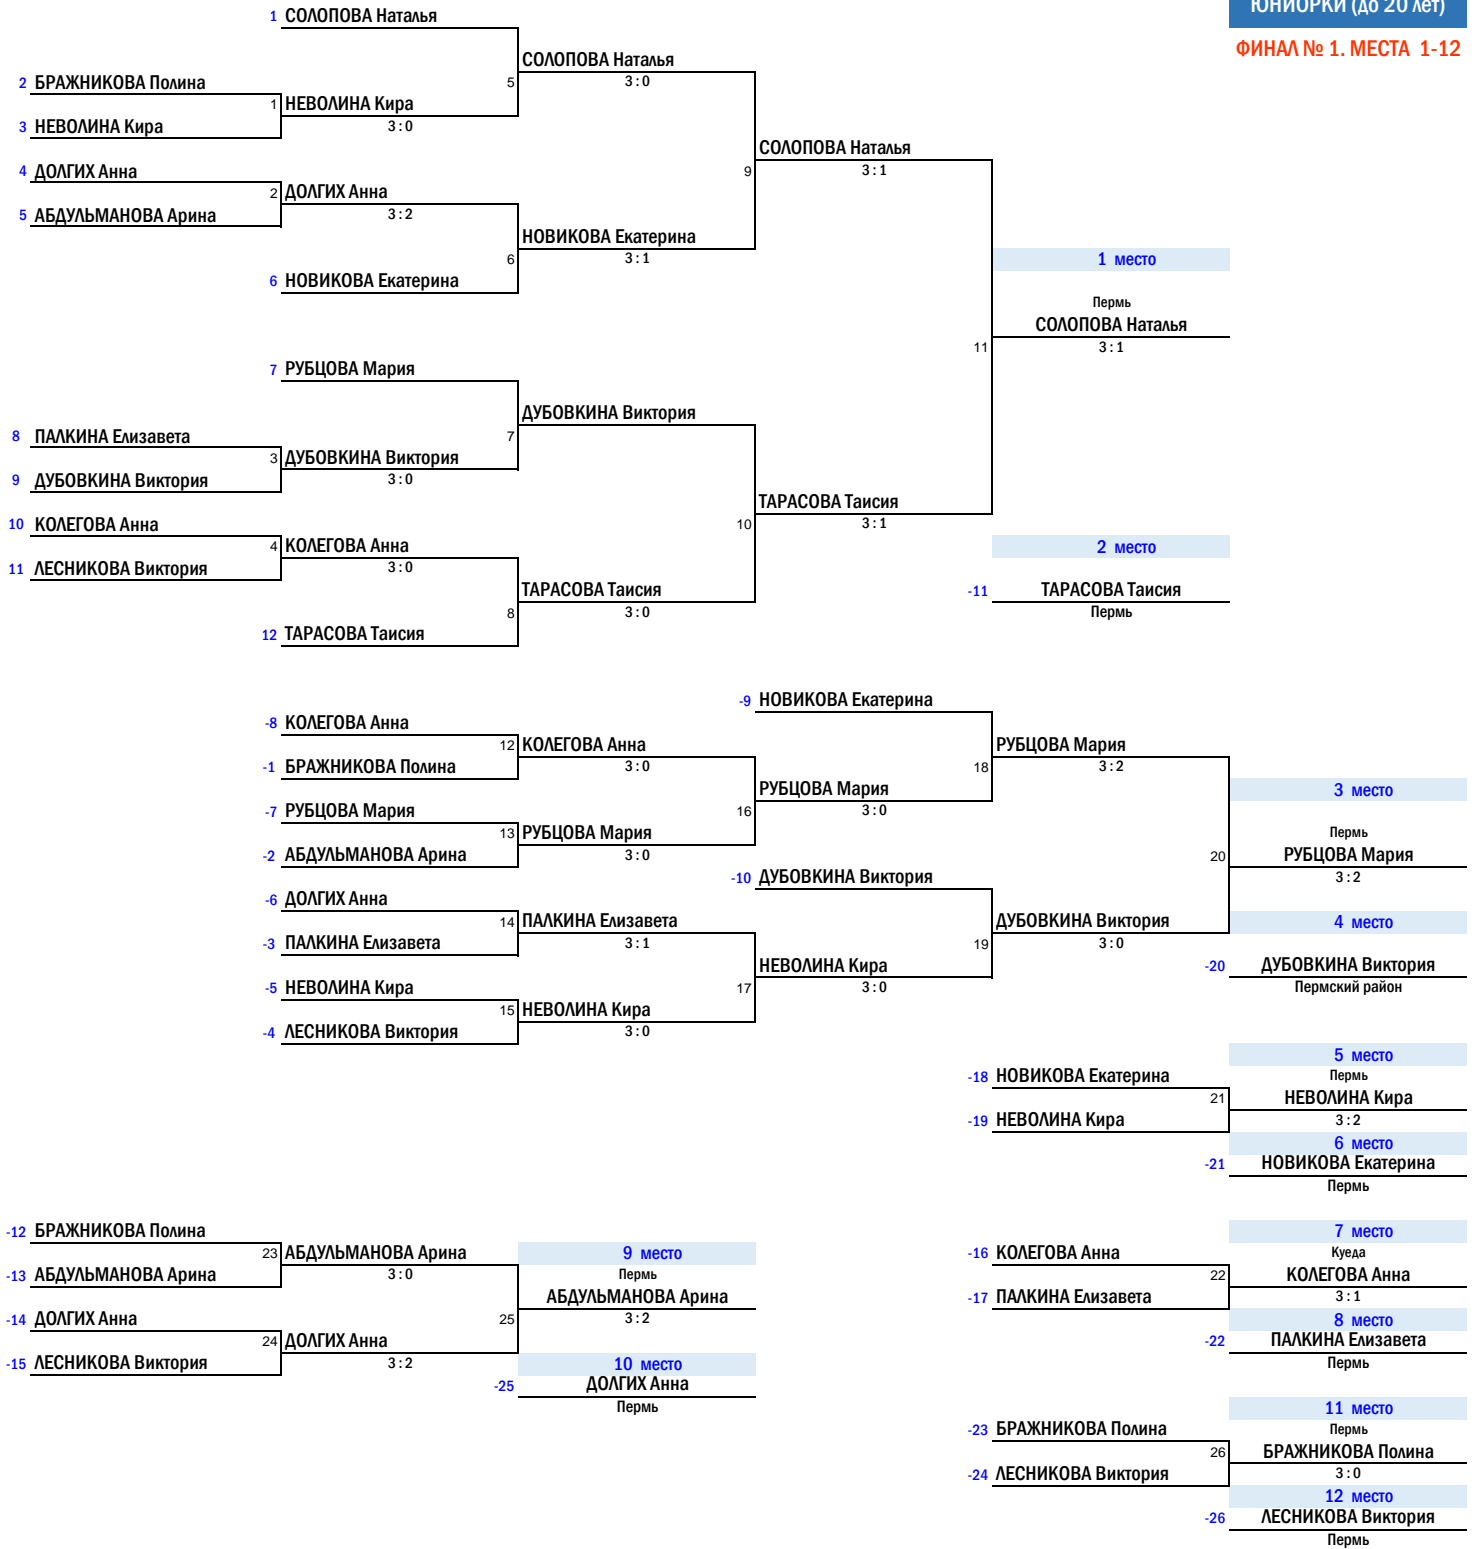 ЮНИОРКИ (до 20 лет)
ФИНАЛ № 1. МЕСТА 1-12
1 СОЛОПОВА Наталья
СОЛОПОВА Наталья
2 БРАЖНИКОВА Полина
5
3:0
1 НЕВОЛИНА Кира
3 НЕВОЛИНА Кира
3:0
СОЛОПОВА Наталья
4 ДОЛГИХ Анна
9
3:1
2 ДОЛГИХ Анна
5 АБДУЛЬМАНОВА Арина
3:2
НОВИКОВА Екатерина
6
3:1
1 место
6 НОВИКОВА Екатерина
Пермь
СОЛОПОВА Наталья
11
3:1
7 РУБЦОВА Мария
ДУБОВКИНА Виктория
8 ПАЛКИНА Елизавета
7
3 ДУБОВКИНА Виктория
9 ДУБОВКИНА Виктория
3:0
ТАРАСОВА Таисия
10 КОЛЕГОВА Анна
10
3:1
4 КОЛЕГОВА Анна
2 место
11 ЛЕСНИКОВА Виктория
3:0
ТАРАСОВА Таисия
-11 ТАРАСОВА Таисия
8
3:0
Пермь
12 ТАРАСОВА Таисия
-9 НОВИКОВА Екатерина
-8 КОЛЕГОВА Анна
12 КОЛЕГОВА Анна
РУБЦОВА Мария
-1 БРАЖНИКОВА Полина
3:0
18
3:2
РУБЦОВА Мария
3 место
-7 РУБЦОВА Мария
16
3:0
13 РУБЦОВА Мария
Пермь
-2 АБДУЛЬМАНОВА Арина
3:0
20
РУБЦОВА Мария
-10 ДУБОВКИНА Виктория
3:2
-6 ДОЛГИХ Анна
14 ПАЛКИНА Елизавета
ДУБОВКИНА Виктория
4 место
-3 ПАЛКИНА Елизавета
3:1
19
3:0
НЕВОЛИНА Кира
-20 ДУБОВКИНА Виктория
-5 НЕВОЛИНА Кира
17
3:0
Пермский район
15 НЕВОЛИНА Кира
-4 ЛЕСНИКОВА Виктория
3:0
5 место
-18 НОВИКОВА Екатерина
Пермь
21
НЕВОЛИНА Кира
-19 НЕВОЛИНА Кира
3:2
6 место
-21 НОВИКОВА Екатерина
Пермь
-12 БРАЖНИКОВА Полина
7 место
23 АБДУЛЬМАНОВА Арина
9 место
-16 КОЛЕГОВА Анна
Куеда
-13 АБДУЛЬМАНОВА Арина
3:0
Пермь
22
КОЛЕГОВА Анна
АБДУЛЬМАНОВА Арина
-17 ПАЛКИНА Елизавета
3:1
-14 ДОЛГИХ Анна
25
3:2
8 место
24 ДОЛГИХ Анна
-22 ПАЛКИНА Елизавета
-15 ЛЕСНИКОВА Виктория
3:2
10 место
Пермь
-25 ДОЛГИХ Анна
Пермь
11 место
-23 БРАЖНИКОВА Полина
Пермь
26
БРАЖНИКОВА Полина
-24 ЛЕСНИКОВА Виктория
3:0
12 место
-26 ЛЕСНИКОВА Виктория
Пермь